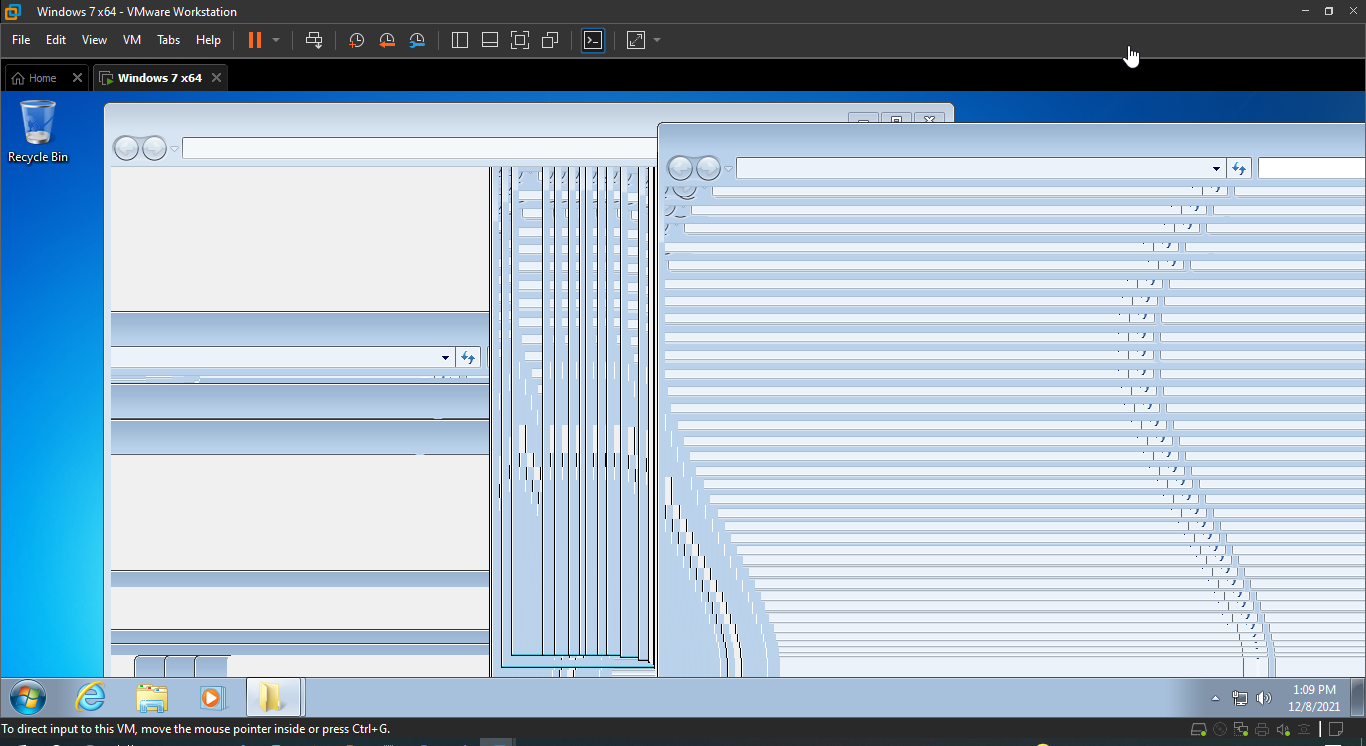 Windows 7 x64 - VMware Workstation
File Edit View VM Tabs Help
Home
Windows 7 x64
Recycle Bin
1:09 PM
12/8/2021
To direct input to this VM, move the mouse pointer inside or press Ctrl+G.